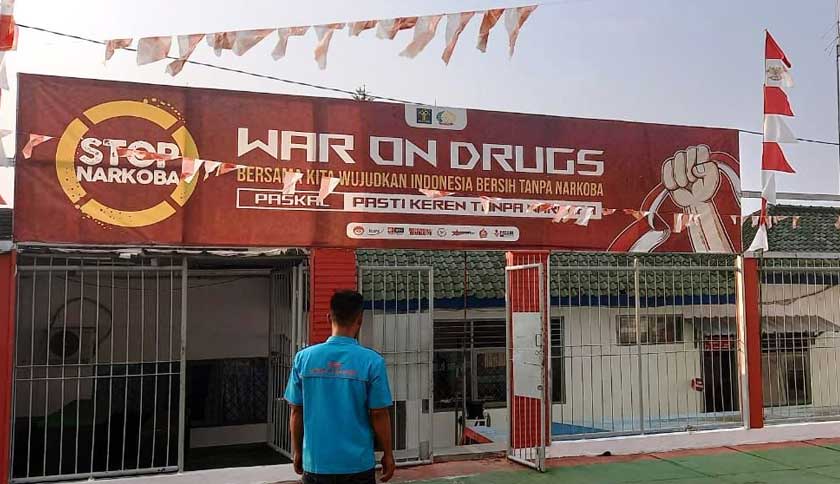 STOP
NARKOBA
WAR ON DRUGS
BERSAMA KITA WUJUDKAN INDONESIA BERSIH TANPA NARKOBA
PASKAL PASTI KEREN TANPA